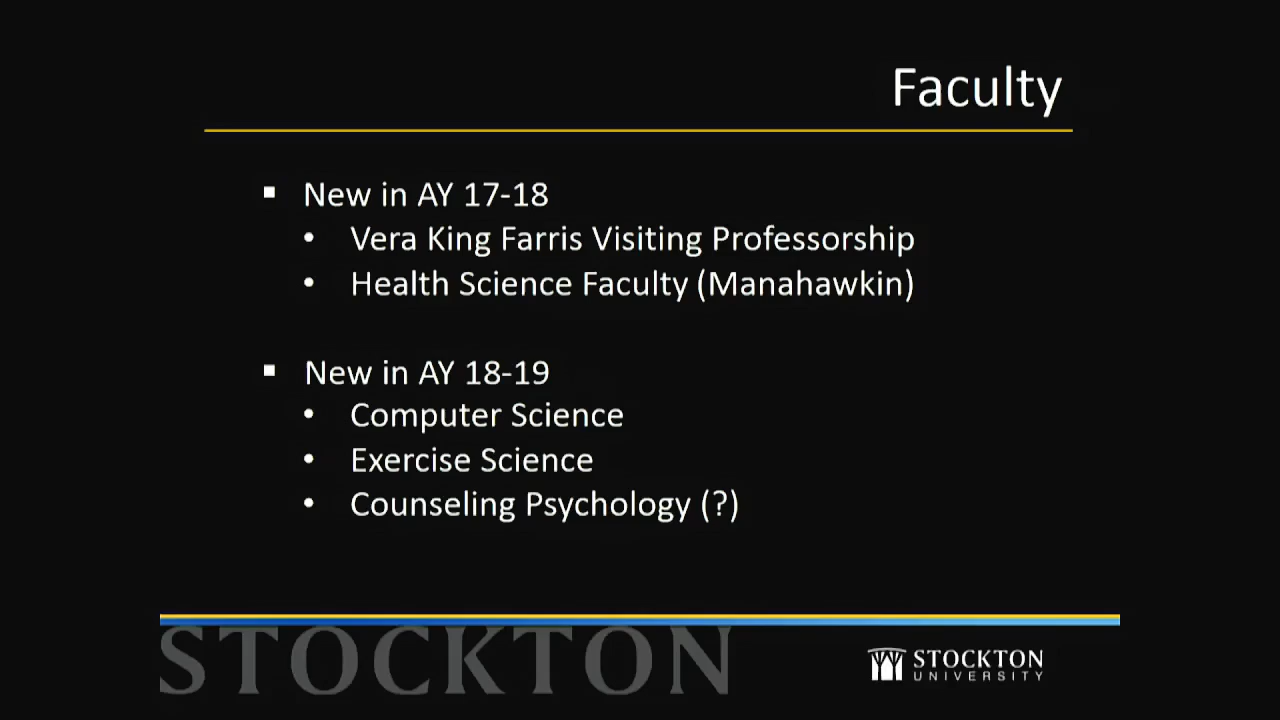 Faculty
▪ New in AY 17-18
• Vera King Farris Visiting Professorship
• Health Science Faculty (Manahawkin)
▪ New in AY 18-19
• Computer Science
• Exercise Science
• Counseling Psychology (?)
STOCKTON
STOCKTON
UNIVERSITY